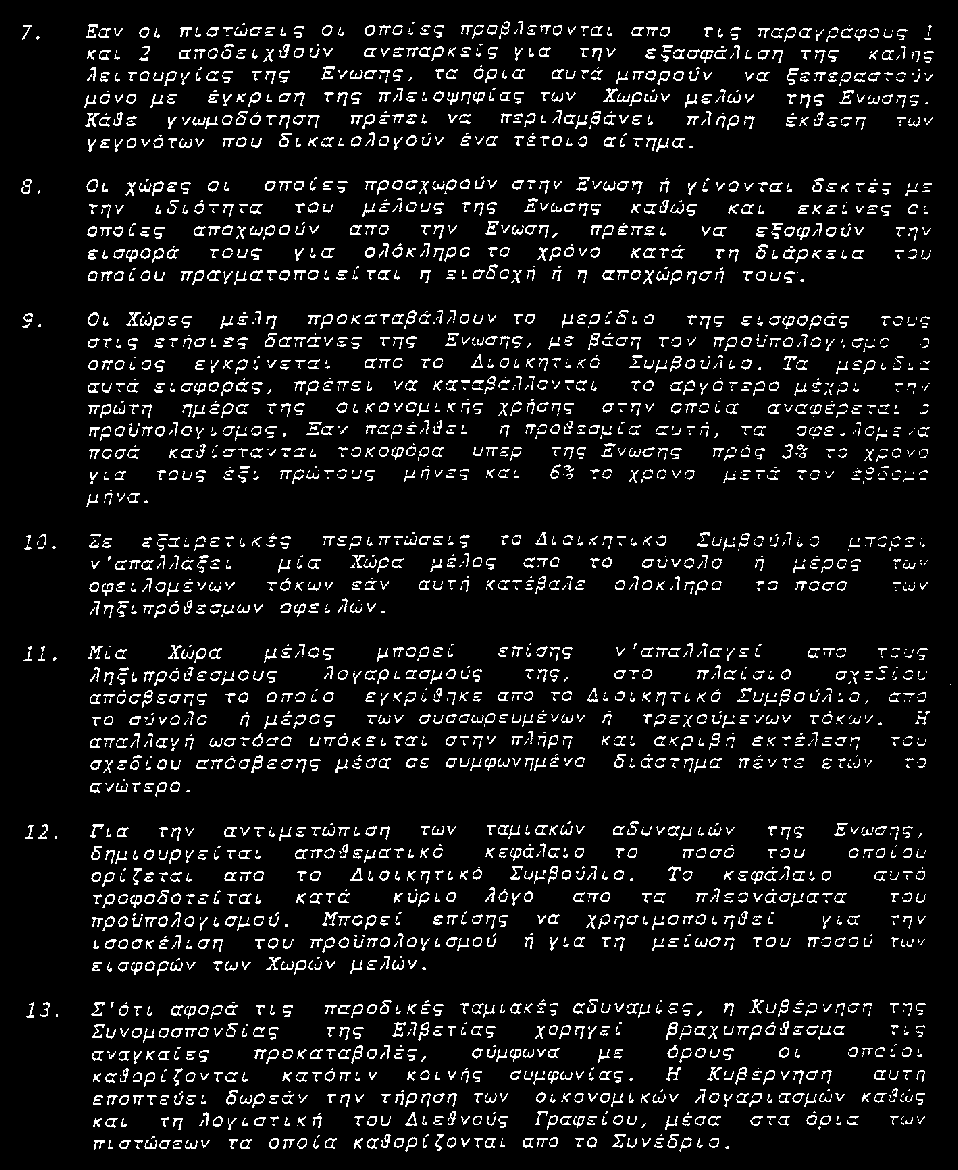 7. Εαν οι πιστώσεις οι οποίες προβλέπονται απο τις παραγράφους 1
και 2 αποδειχθούν ανεπαρκείς για την εξασφάλιση της καλής
λειτουργίας της Ενωσης, τα όρια αυτά μπορούν να ξεπεραστούν
μόνο με έγκριση της πλειοψηφίας των Χωρών μελών της Ενωσης.
Κάθε γνωμοδότηση πρέπει να περιλαμβάνει πλήρη έκθεση των
γεγονότων που δικαιολογούν ένα τέτοιο αίτημα.
8. Οι χώρες οι οποίες προσχωρούν στην Ενωση ή γίνονται δεκτές με
την ιδιότητα του μέλους της Ενωσης καθώς και εκείνες οι
οποίες αποχωρούν απο την Ενωση, πρέπει να εξοφλούν την
εισφορά τους για ολόκληρο το χρόνο κατά τη διάρκεια του
οποίου πραγματοποιείται η εισδοχή ή η αποχώρησή τους.
9. Οι Χώρες μέλη προκαταβάλλουν το μερίδιο της εισφοράς τους
στις ετήσιες δαπάνες της Ενωσης, με βάση τον προϋπολογισμο ο
οποίος εγκρίνεται απο το Διοικητικό Συμβούλιο. Τα μερίδια
αυτά εισφοράς, πρέπει να καταβάλλονται το αργότερο μέχρι την
πρώτη ημέρα της οικονομικής χρήσης στην οποία αναφέρεται ο
προϋπολογισμος. Εαν παρέλθει η προθεσμία αυτή, τα οφειλομενα
ποσά καθίστανται τοκοφόρα υπερ της Ενωσης πρός 3% το χρονο
για τους έξι πρώτους μήνες και 6% το χρονο μετά τον έβδομο
μήνα.
10. Σε εξαιρετικές περιπτώσεις το Διοικητικο Συμβούλιο μπορεί
ν'απαλλάξει μία Χώρα μέλος απο το σύνολο ή μέρος των
οφειλομένων τόκων εάν αυτή κατέβαλε ολοκληρο το ποσο των
ληξιπρόθεσμων οφειλών.
11. Μία Χώρα μέλος μπορεί επίσης ν'απαλλαγεί απο τους
ληξιπρόθεσμους λογαριασμούς της, στο πλαίσιο σχεδίου
απόσβεσης το οποίο εγκρίθηκε απο το Διοικητικό Συμβούλιο, απο
το σύνολο ή μέρος των συσσωρευμένων ή τρεχούμενων τόκων. Η
απαλλαγή ωστόσο υπόκειται στην πλήρη και ακριβή εκτέλεση του
σχεδίου απόσβεσης μέσα σε συμφωνημένο διάστημα πέντε ετών το
ανώτερο.
12. Για την αντιμετώπιση των ταμιακών αδυναμιών της Ενωσης,
δημιουργείται αποθεματικό κεφάλαιο το ποσό του οποίου
ορίζεται απο το Διοικητικό Συμβούλιο. Το κεφάλαιο αυτό
τροφοδοτείται κατά κύριο λόγο απο τα πλεονάσματα του
προϋπολογισμού. Μπορεί επίσης να χρησιμοποιηθεί για την
ισοσκέλιση του προϋπολογισμού ή για τη μείωση του ποσού των
εισφορών των Χωρών μελών.
13. Σ'ότι αφορά τις παροδικές ταμιακές αδυναμίες, η Κυβέρνηση της
Συνομοσπονδίας της Ελβετίας χορηγεί βραχυπρόθεσμα τις
αναγκαίες προκαταβολές, σύμφωνα με όρους οι οποίοι
καθορίζονται κατόπιν κοινής συμφωνίας. Η Κυβέρνηση αυτη
εποπτεύει δωρεάν την τήρηση των οικονομικών λογαριασμών καθώς
και τη λογιστική του Διεθνούς Γραφείου, μέσα στα όρια των
πιστώσεων τα οποία καθορίζονται απο το Συνέδριο.